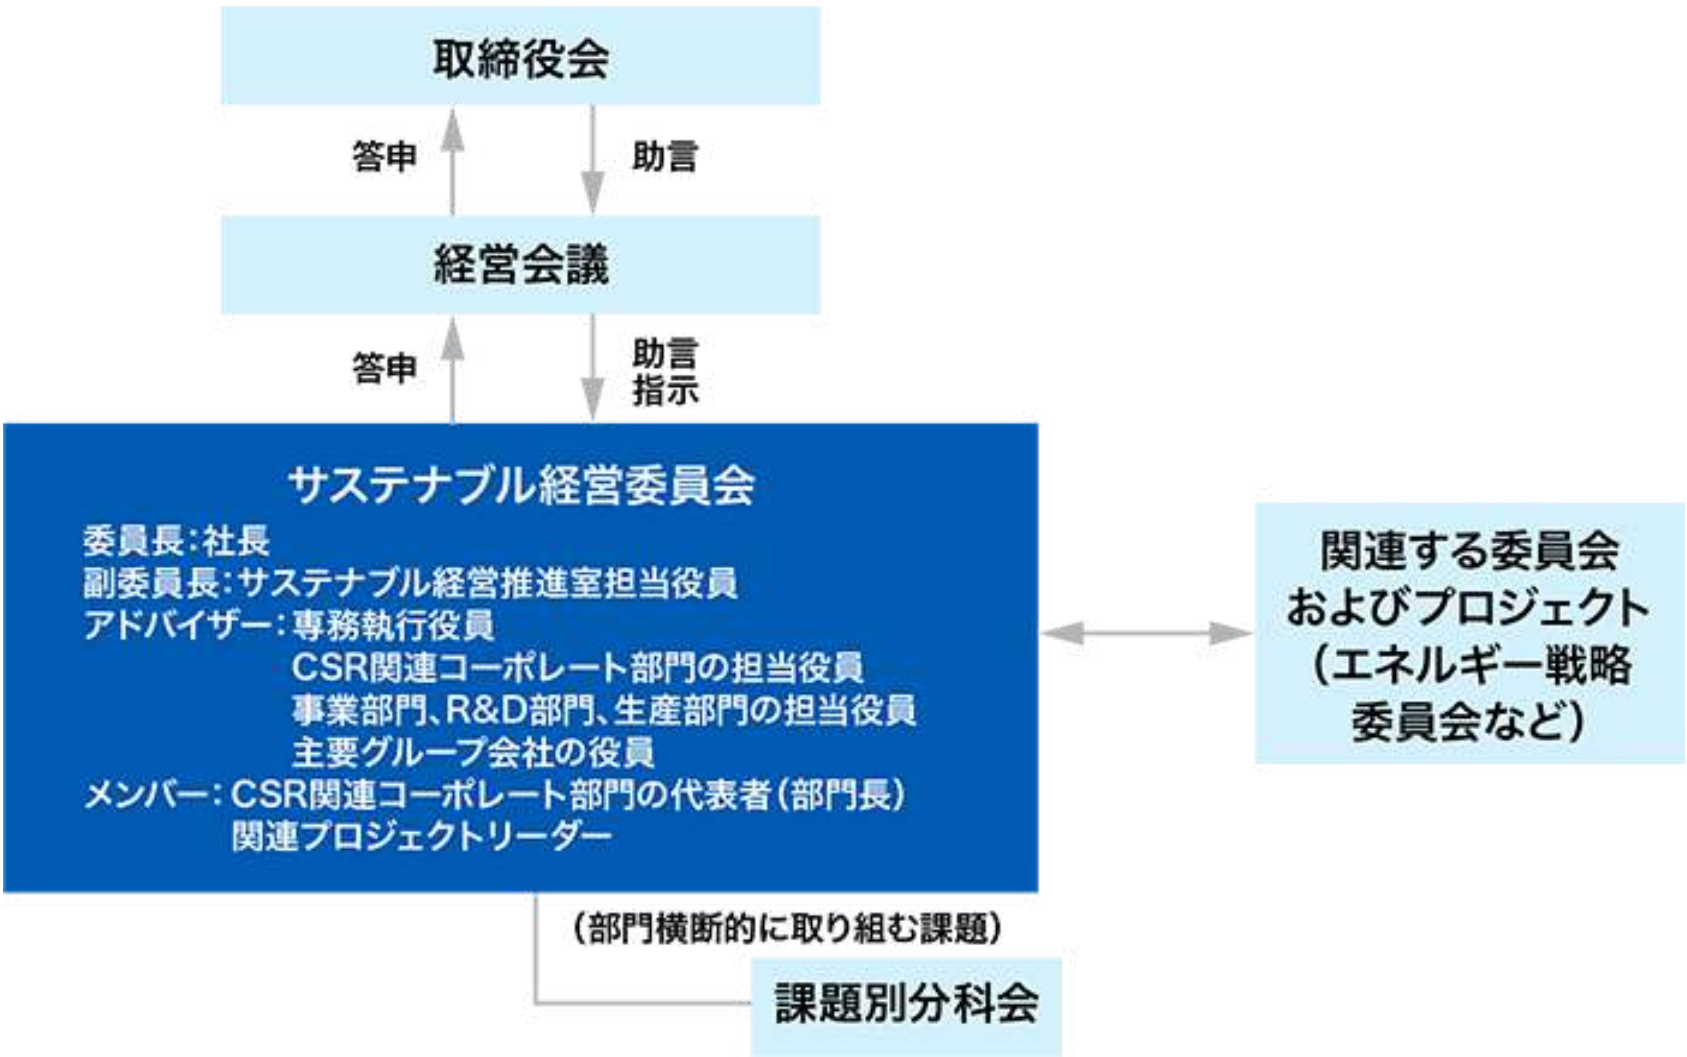 取締役会
答申
助言
経営会議
答申
助言
指示
サステナブル経営委員会
委員長：社長
副委員長：サステナブル経営推進室担当役員
アドバイザー：専務執行役員
CSR関連コーポレート部門の担当役員
事業部門、R&D部門、生産部門の担当役員
主要グループ会社の役員
メンバー：CSR関連コーポレート部門の代表者（部門長）
関連プロジェクトリーダー
関連する委員会
およびプロジェクト
（エネルギー戦略
委員会など）
（部門横断的に取り組む課題）
課題別分科会